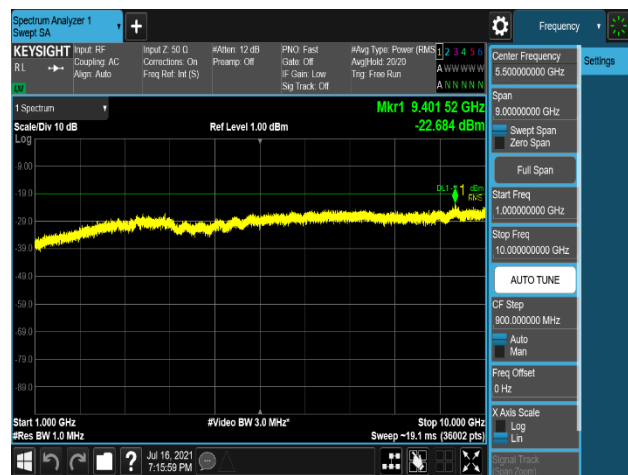 Spectrum Analyzer 1
Swept SA
Frequency
KEYSIGHT
RL
Input: RF
Coupling: AC
Align: Auto
Input Z: 50 Ω
Corrections: On
Freq Ref: Int (S)
#Atten: 12 dB
Preamp: Off
PNO: Fast
Gate: Off
IF Gain: Low
Sig Track: Off
#Avg Type: Power (RMS
Avg|Hold: 20/20
Trig: Free Run
1 2 3 4 5 6
A W W W W W
A N N N N N
LM
1 Spectrum
Scale/Div 10 dB
Ref Level 1.00 dBm
Mkr1 9.401 52 GHz
-22.684 dBm
Log
-9.00
-19.0
-29.0
-39.0
-49.0
-59.0
-69.0
-79.0
-89.0
1
dBm
RMS
Start 1.000 GHz
#Res BW 1.0 MHz
#Video BW 3.0 MHz*
Stop 10.000 GHz
Sweep ~19.1 ms (36002 pts)
Jul 16, 2021
7:15:59 PM
Center Frequency
5.500000000 GHz
Settings
Span
9.00000000 GHz
Swept Span
Zero Span
Full Span
Start Freq
1.000000000 GHz
Stop Freq
10.000000000 GHz
AUTO TUNE
CF Step
900.000000 MHz
Auto
Man
Freq Offset
0 Hz
X Axis Scale
Log
Lin
Signal Track
(Span Zoom)